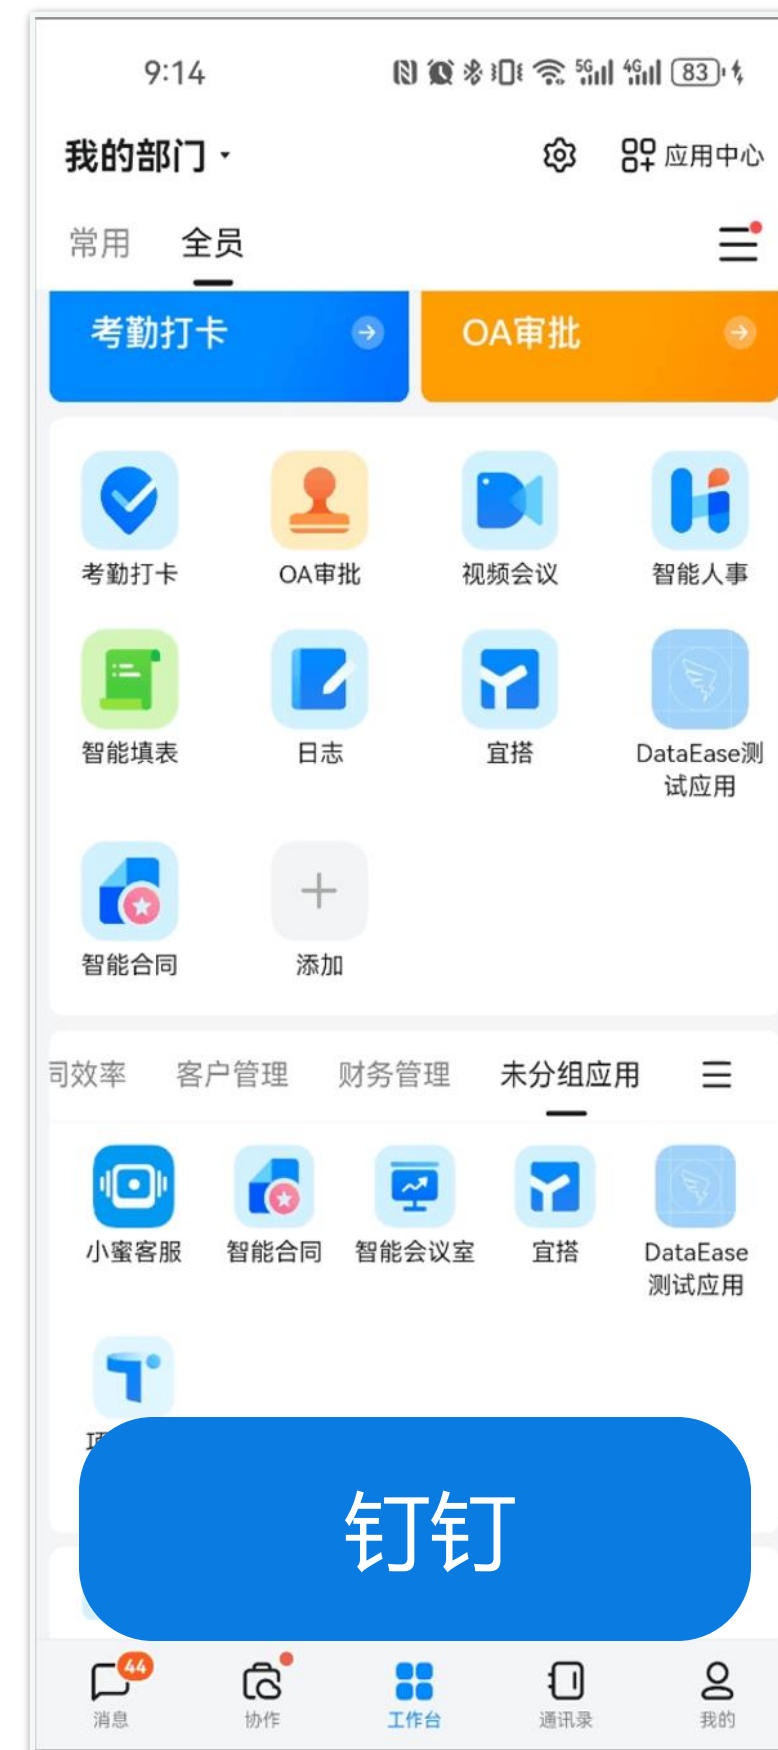 9:14
5G 4G 83
我的部门
应用中心
常用 全员
考勤打卡 OA审批
考勤打卡 OA审批 视频会议 智能人事
智能填表 日志 宜搭 DataEase测
试应用
智能合同 添加
司效率 客户管理 财务管理 未分组应用
小蜜客服 智能合同 智能会议室 宜搭 DataEase
测试应用
钉钉
44
消息 协作 工作台 通讯录 我的